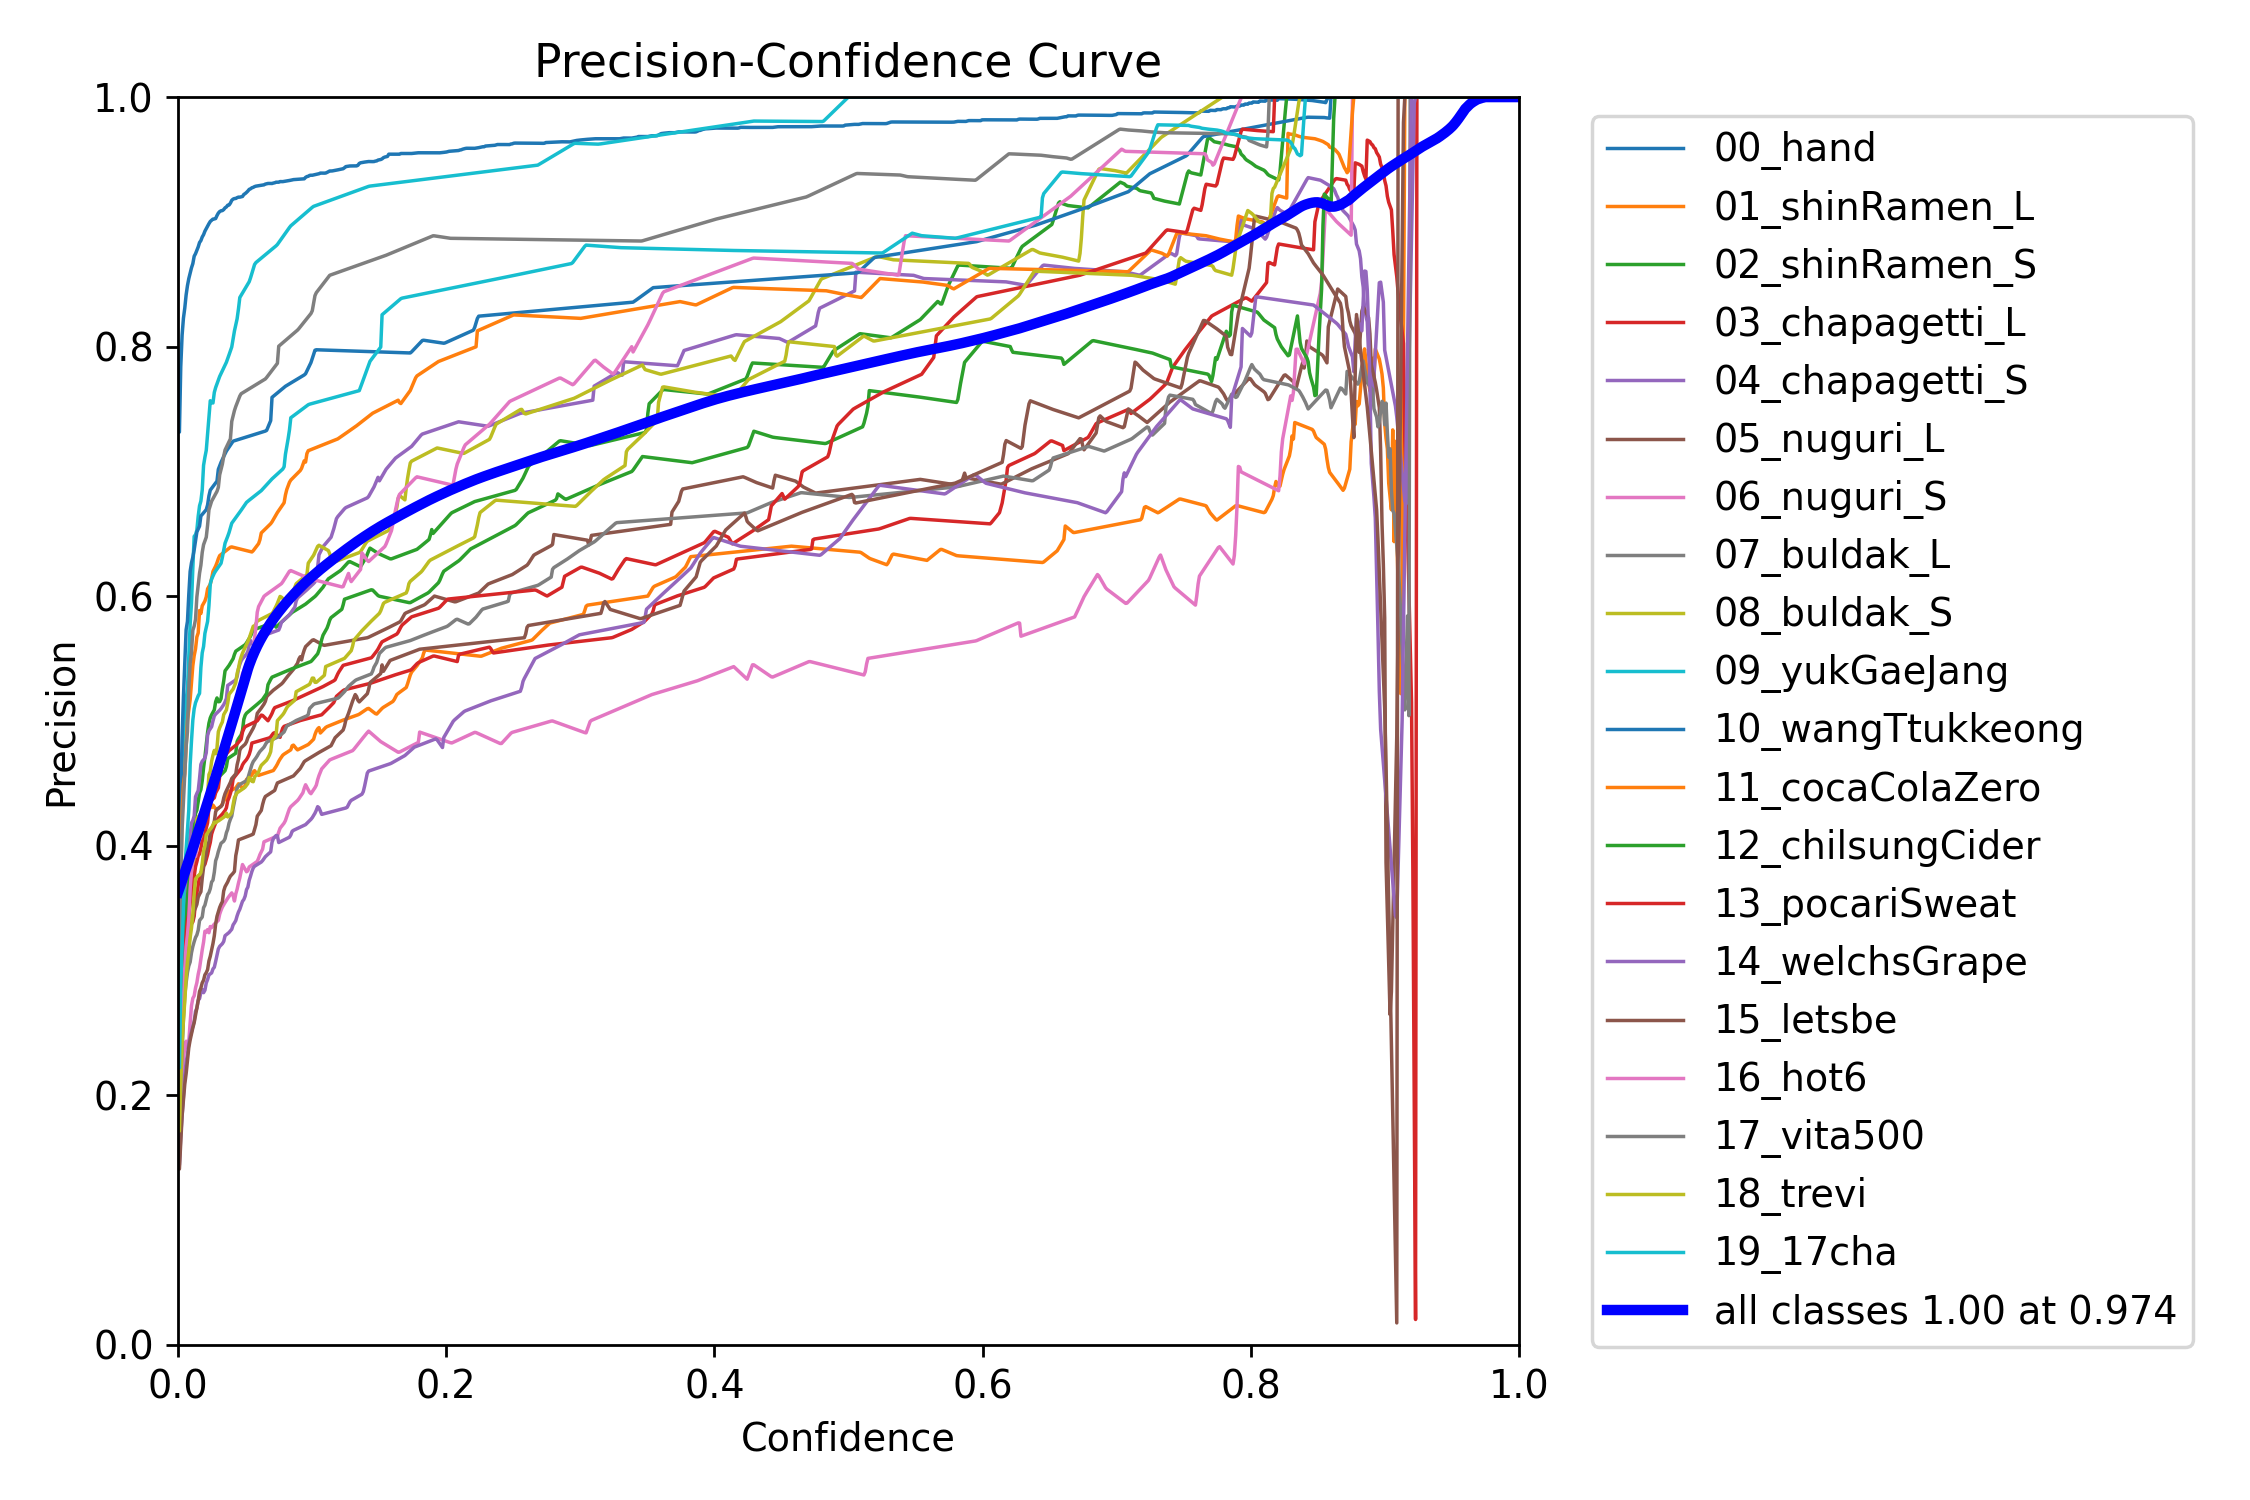 Precision-Confidence Curve
1.0
0.8
0.6
0.4
0.2
0.0
Precision
0.0 0.2 0.4 0.6 0.8 1.0
Confidence
00_hand
01_shinRamen_L
02_shinRamen_S
03_chapagetti_L
04_chapagetti_S
05_nuguri_L
06_nuguri_S
07_buldak_L
08_buldak_S
09_yukGaeJang
10_wangTtukkeong
11_cocaColaZero
12_chilsungCider
13_pocariSweat
14_welchsGrape
15_letsbe
16_hot6
17_vita500
18_trevi
19_17cha
all classes 1.00 at 0.974